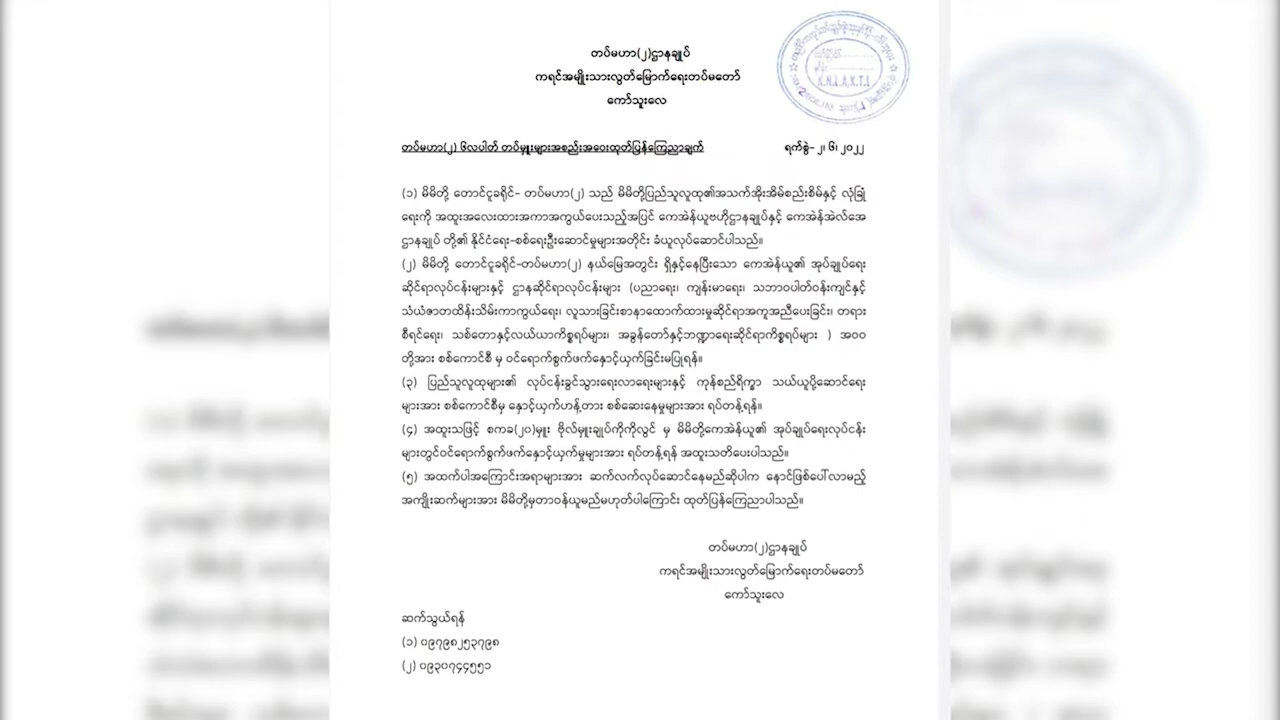 တပ်မဟာ(၂)ဌာနချုပ်
ကရင်အမျိုးသားလွတ်မြောက်ရေးတပ်မတော်
ကော်သူးလေ
K.N.L.A.K.T.L
တပ်မဟာ(၂) ၆လပါတ် တပ်မှူးများအစည်းအဝေးထုတ်ပြန်ကြေညာချက်
ရက်စွဲ- ၂၊ ၆၊ ၂၀၂၂
(၁) မိမိတို့ တောင်ငူခရိုင်- တပ်မဟာ(၂) သည် မိမိတို့ပြည်သူလူထု၏အသက်အိုးအိမ်စည်းစိမ်နှင့် လုံခြုံ
ရေးကို အထူးအလေးထားအကာအကွယ်ပေးသည့်အပြင် ကေအဲန်ယူဗဟိုဌာနချုပ်နှင့် ကေအဲန်အဲလ်အေ
ဌာနချုပ် တို့၏ နိုင်ငံရေး-စစ်ရေးဦးဆောင်မှုများအတိုင်း ခံယူလုပ်ဆောင်ပါသည်။
(၂) မိမိတို့ တောင်ငူခရိုင်-တပ်မဟာ(၂) နယ်မြေအတွင်း ရှိနှင့်နေပြီးသော ကေအဲန်ယူ၏ အုပ်ချုပ်ရေး
ဆိုင်ရာလုပ်ငန်းများနှင့် ဌာနဆိုင်ရာလုပ်ငန်းများ (ပညာရေး၊ ကျန်းမာရေး၊ သဘာဝပါတ်ဝန်းကျင်နှင့်
သံယံဇာတထိန်းသိမ်းကာကွယ်ရေး၊ လူသားခြင်းစာနာထောက်ထားမှုဆိုင်ရာအကူအညီပေးခြင်း၊ တရား
စီရင်ရေး၊ သစ်တောနှင့်လယ်ယာကိစ္စရပ်များ၊ အခွန်တော်နှင့်ဘဏ္ဍာရေးဆိုင်ရာကိစ္စရပ်များ ) အဝဝ
တို့အား စစ်ကောင်စီ မှ ဝင်ရောက်စွက်ဖက်နှောင့်ယှက်ခြင်းမပြုရန်။
(၃) ပြည်သူလူထုများ၏ လုပ်ငန်းခွင်သွားရေးလာရေးများနှင့် ကုန်စည်ရိက္ခာ သယ်ယူပို့ဆောင်ရေး
များအား စစ်ကောင်စီမှ နှောင့်ယှက်ဟန့်တား စစ်ဆေးနေမှုများအား ရပ်တန့်ရန်။
(၄) အထူးသဖြင့် စကခ(၂၀)မှူး ဗိုလ်မှူးချုပ်ကိုကိုလွင် မှ မိမိတို့ကေအဲန်ယူ၏ အုပ်ချုပ်ရေးလုပ်ငန်း
များတွင်ဝင်ရောက်စွက်ဖက်နှောင့်ယှက်မှုများအား ရပ်တန့်ရန် အထူးသတိပေးပါသည်။
(၅) အထက်ပါအကြောင်းအရာများအား ဆက်လက်လုပ်ဆောင်နေမည်ဆိုပါက နောင်ဖြစ်ပေါ်လာမည့်
အကျိုးဆက်များအား မိမိတို့မှတာဝန်ယူမည်မဟုတ်ပါကြောင်း ထုတ်ပြန်ကြေညာပါသည်။
တပ်မဟာ(၂)ဌာနချုပ်
ကရင်အမျိုးသားလွတ်မြောက်ရေးတပ်မတော်
ကော်သူးလေ
ဆက်သွယ်ရန်
(၁) ၀၉၇၉၈၂၅၃၇၉၈
(၂) ၀၉၃၀၇၄၄၅၅၁